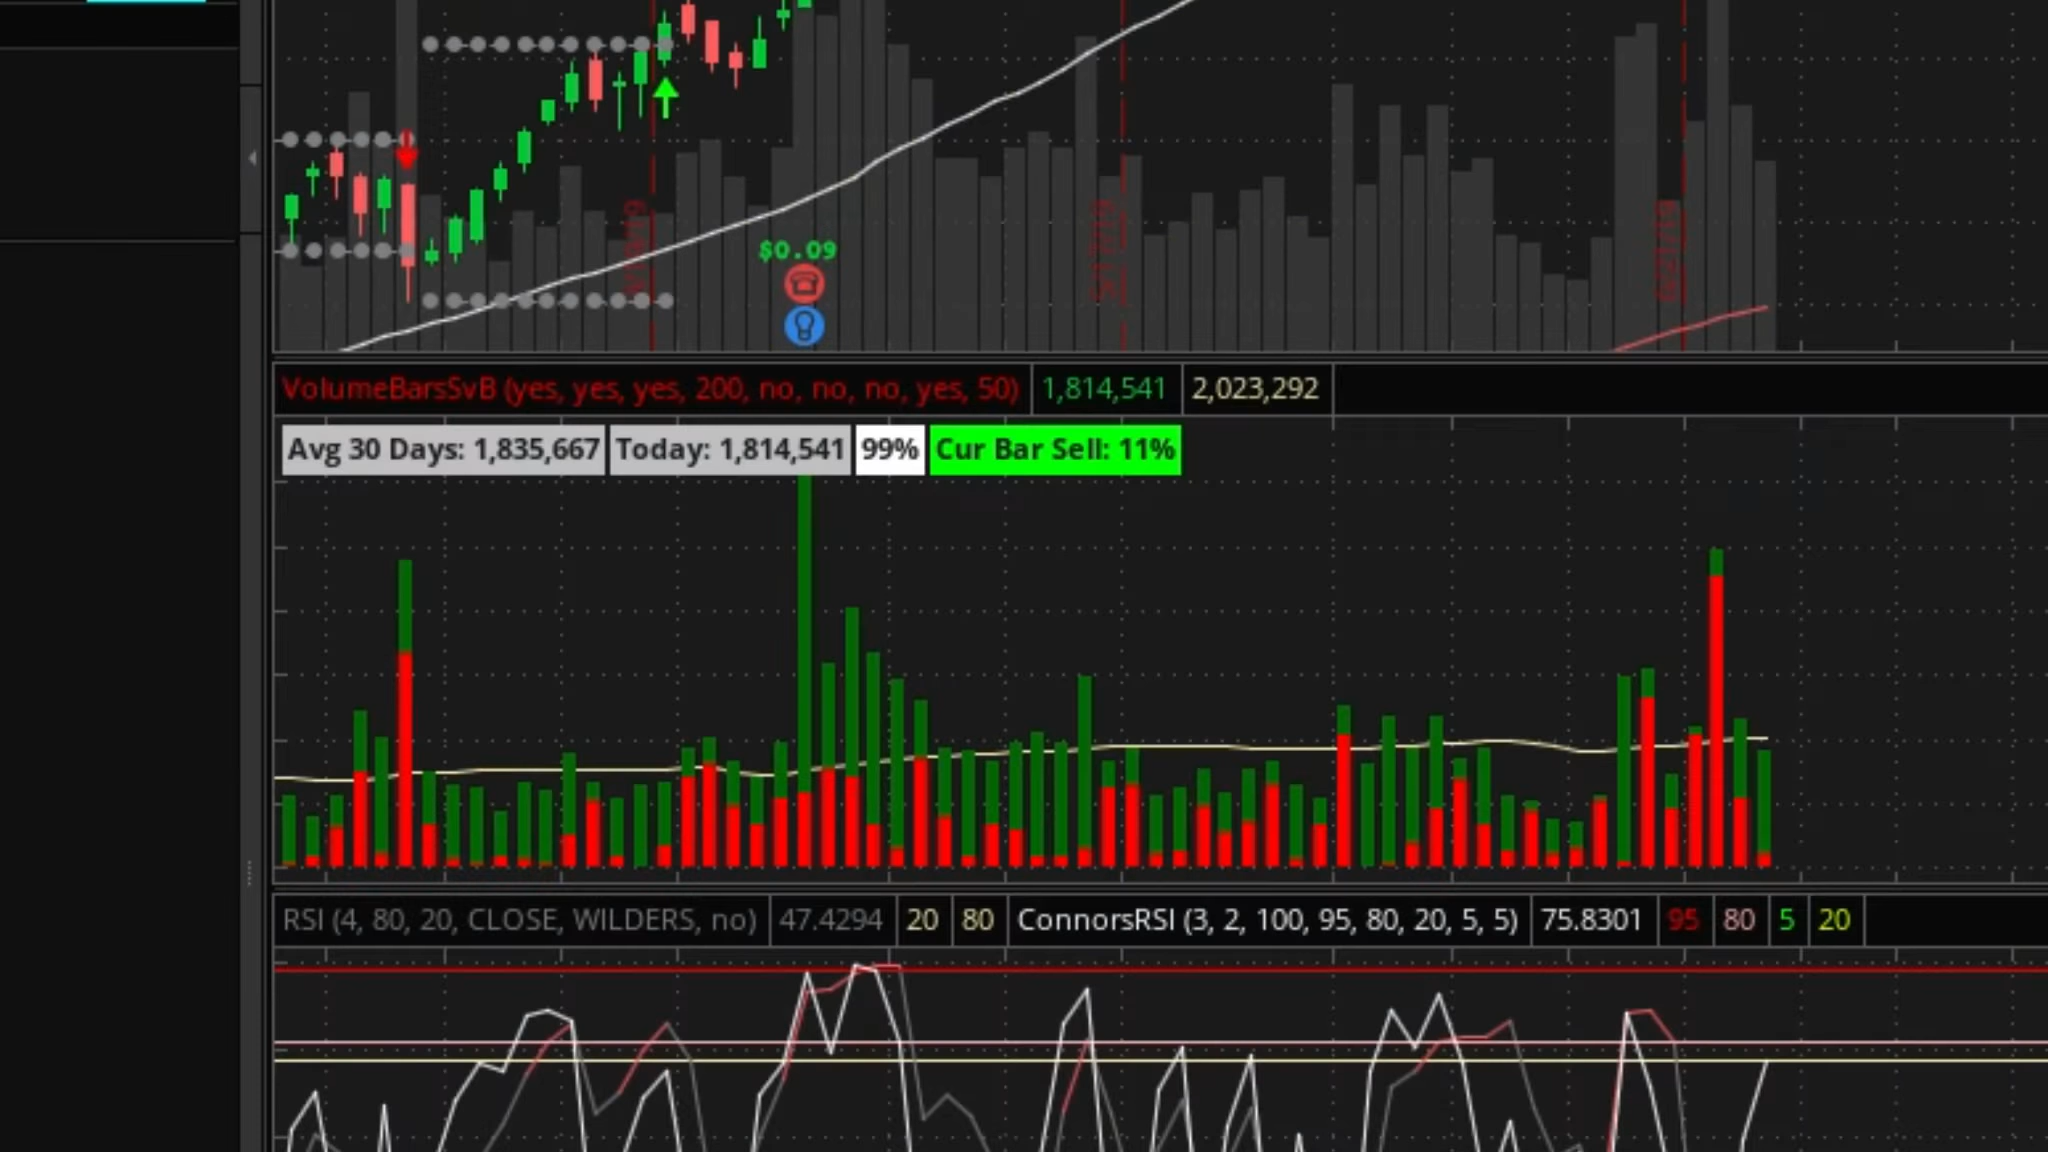 $0.09
VolumeBarsSvB (yes, yes, yes, 200, no, no, no, yes, 50) 1,814,541 2,023,292
Avg 30 Days: 1,835,667 Today: 1,814,541 99% Cur Bar Sell: 11%
RSI (4, 80, 20, CLOSE, WILDERS, no) 47.4294 20 80 ConnorsRSI (3, 2, 100, 95, 80, 20, 5, 5) 75.8301 95 80 5 20